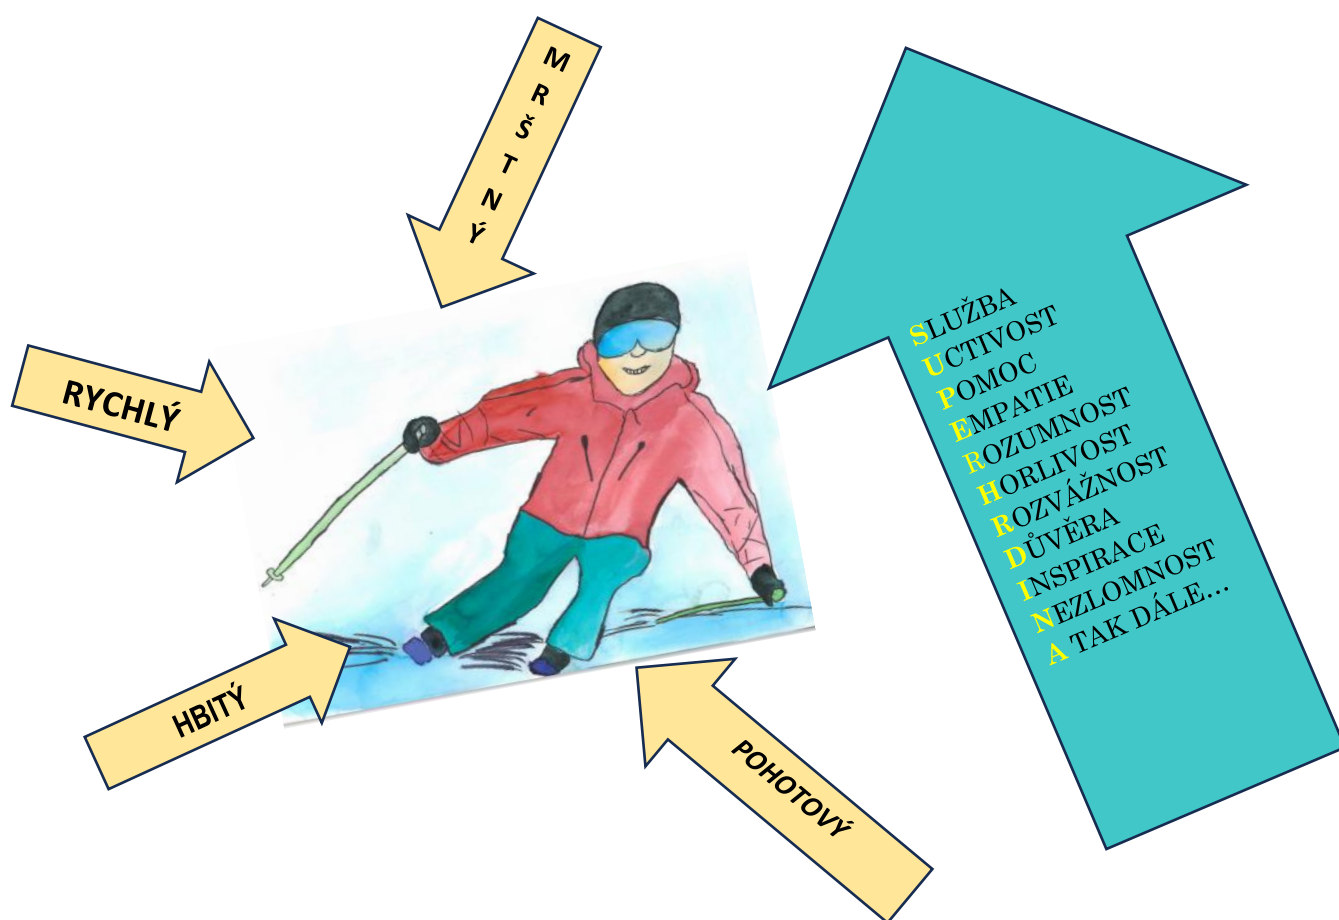 MRŠTNÝ
RYCHLÝ
HBITÝ
POHOTOVÝ
SLUŽBA
UCTIVOST
POMOC
EMPATIE
ROZUMNOST
HORLIVOST
ROZVÁŽNOST
DŮVĚRA
INSPIRACE
NEZLOMNOST
A TAK DÁLE...